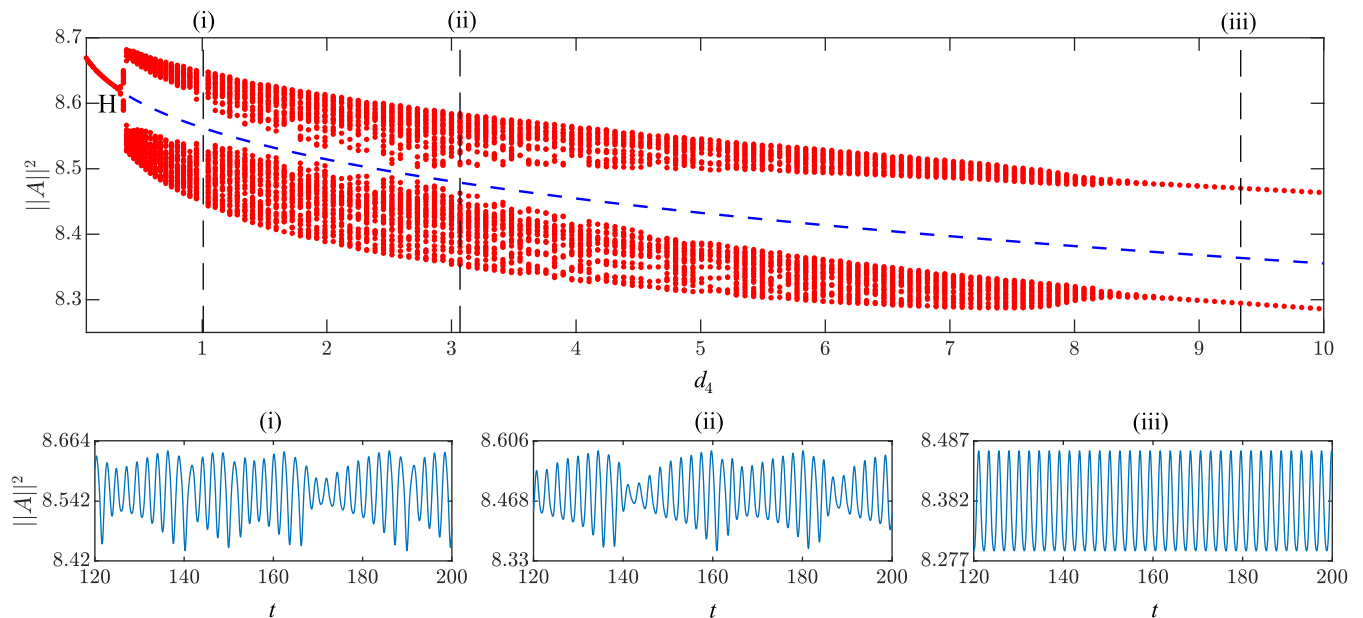 (i) (ii) (iii)
8.7
8.6
H
8.5
||A||²
8.4
8.3
1 2 3 4 5 6 7 8 9 10
d₄
(i) (ii) (iii)
8.664 8.606 8.487
||A||² 8.542 8.468 8.382
8.42 8.33 8.277
120 140 160 180 200 120 140 160 180 200 120 140 160 180 200
t t t